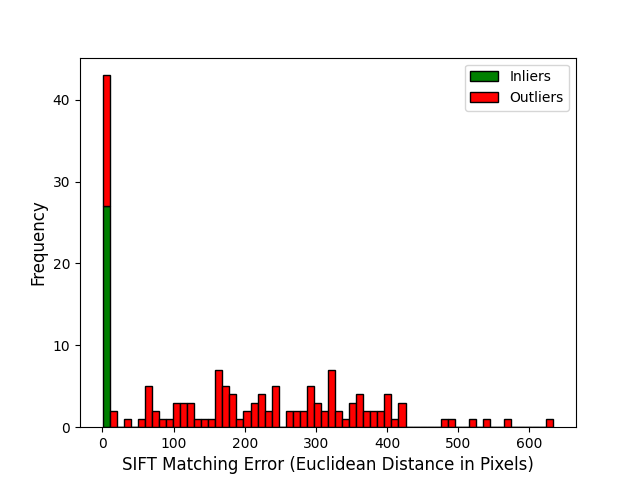 Inliers
Outliers
40
30
20
10
0
Frequency
0 100 200 300 400 500 600
SIFT Matching Error (Euclidean Distance in Pixels)